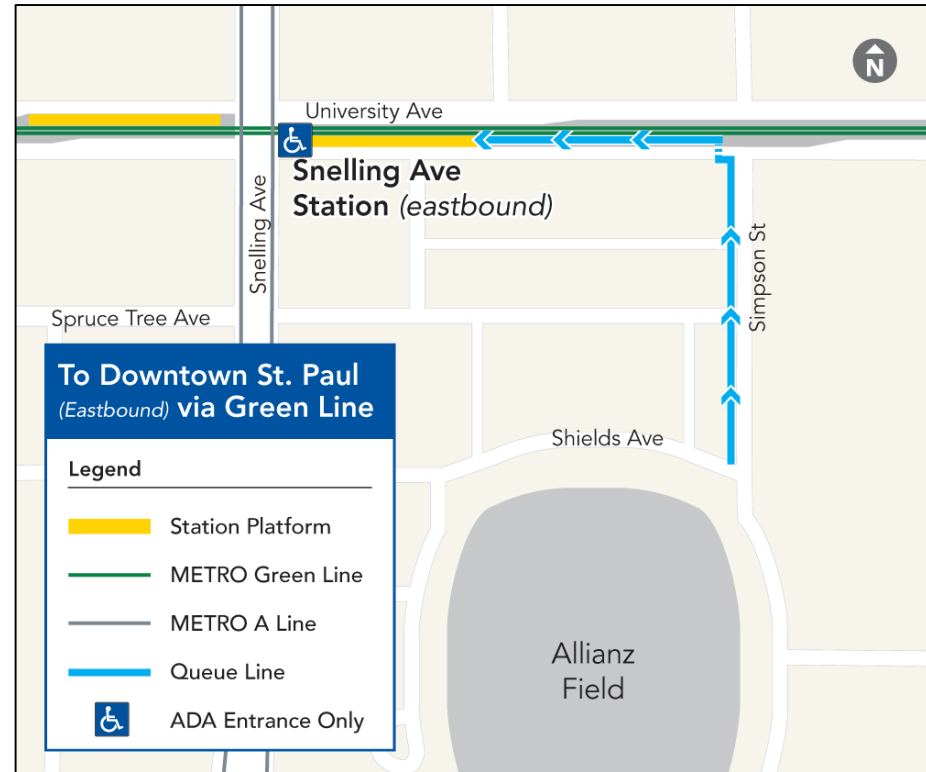 N
University Ave
Snelling Ave
Station (eastbound)
Snelling Ave
Simpson St
Spruce Tree Ave
To Downtown St. Paul
(Eastbound) via Green Line
Shields Ave
Legend
Station Platform
METRO Green Line
METRO A Line
Queue Line
ADA Entrance Only
Allianz
Field